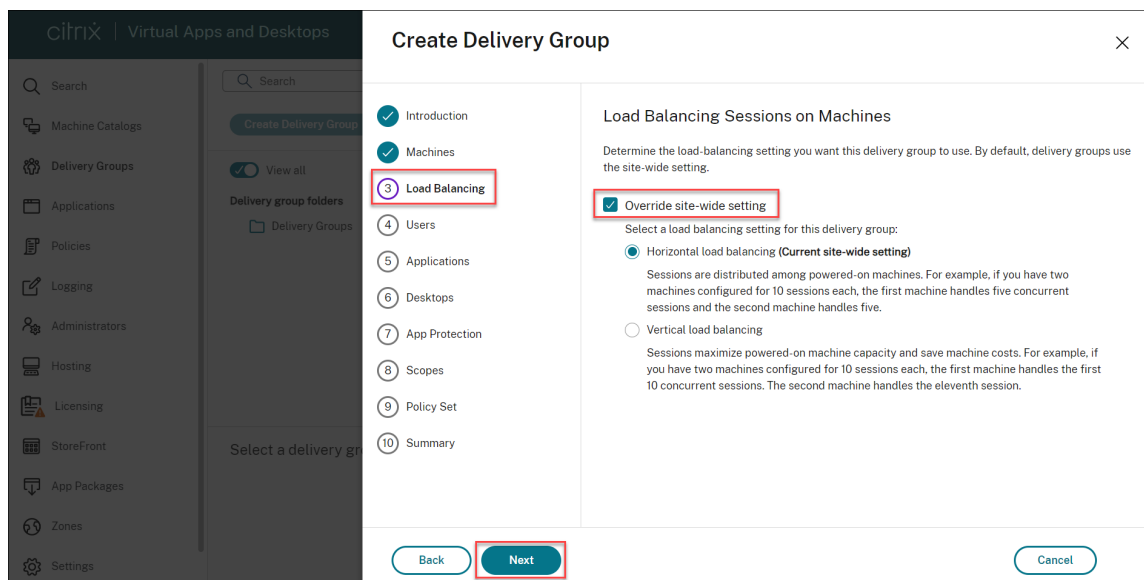 citrix | Virtual Apps and Desktops
Search
Machine Catalogs
Delivery Groups
Applications
Policies
Logging
Administrators
Hosting
Licensing
StoreFront
App Packages
Zones
Settings
Search
Create Delivery Group
View all
Delivery group folders
Delivery Groups
Select a delivery gr
Create Delivery Group
Introduction
Machines
3 Load Balancing
4 Users
5 Applications
6 Desktops
7 App Protection
8 Scopes
9 Policy Set
10 Summary
Load Balancing Sessions on Machines
Determine the load-balancing setting you want this delivery group to use. By default, delivery groups use
the site-wide setting.
Override site-wide setting
Select a load balancing setting for this delivery group:
Horizontal load balancing (Current site-wide setting)
Sessions are distributed among powered-on machines. For example, if you have two
machines configured for 10 sessions each, the first machine handles five concurrent
sessions and the second machine handles five.
Vertical load balancing
Sessions maximize powered-on machine capacity and save machine costs. For example, if
you have two machines configured for 10 sessions each, the first machine handles the first
10 concurrent sessions. The second machine handles the eleventh session.
Back
Next
Cancel